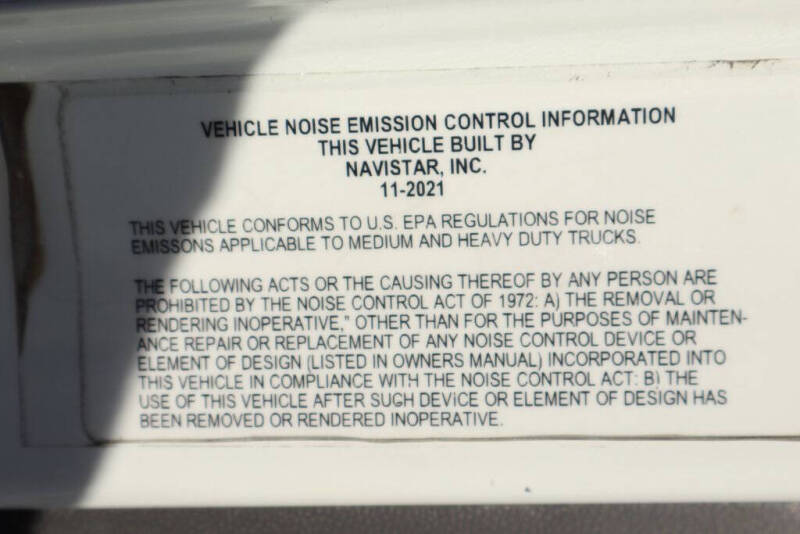 VEHICLE NOISE EMISSION CONTROL INFORMATION
THIS VEHICLE BUILT BY
NAVISTAR, INC.
11-2021
THIS VEHICLE CONFORMS TO U.S. EPA REGULATIONS FOR NOISE
EMISSONS APPLICABLE TO MEDIUM AND HEAVY DUTY TRUCKS.
THE FOLLOWING ACTS OR THE CAUSING THEREOF BY ANY PERSON ARE
PROHIBITED BY THE NOISE CONTROL ACT OF 1972: A) THE REMOVAL OR
RENDERING INOPERATIVE," OTHER THAN FOR THE PURPOSES OF MAINTEN-
ANCE REPAIR OR REPLACEMENT OF ANY NOISE CONTROL DEVICE OR
ELEMENT OF DESIGN (LISTED IN OWNERS MANUAL) INCORPORATED INTO
THIS VEHICLE IN COMPLIANCE WITH THE NOISE CONTROL ACT: B) THE
USE OF THIS VEHICLE AFTER SUCH DEVICE OR ELEMENT OF DESIGN HAS
BEEN REMOVED OR RENDERED INOPERATIVE.